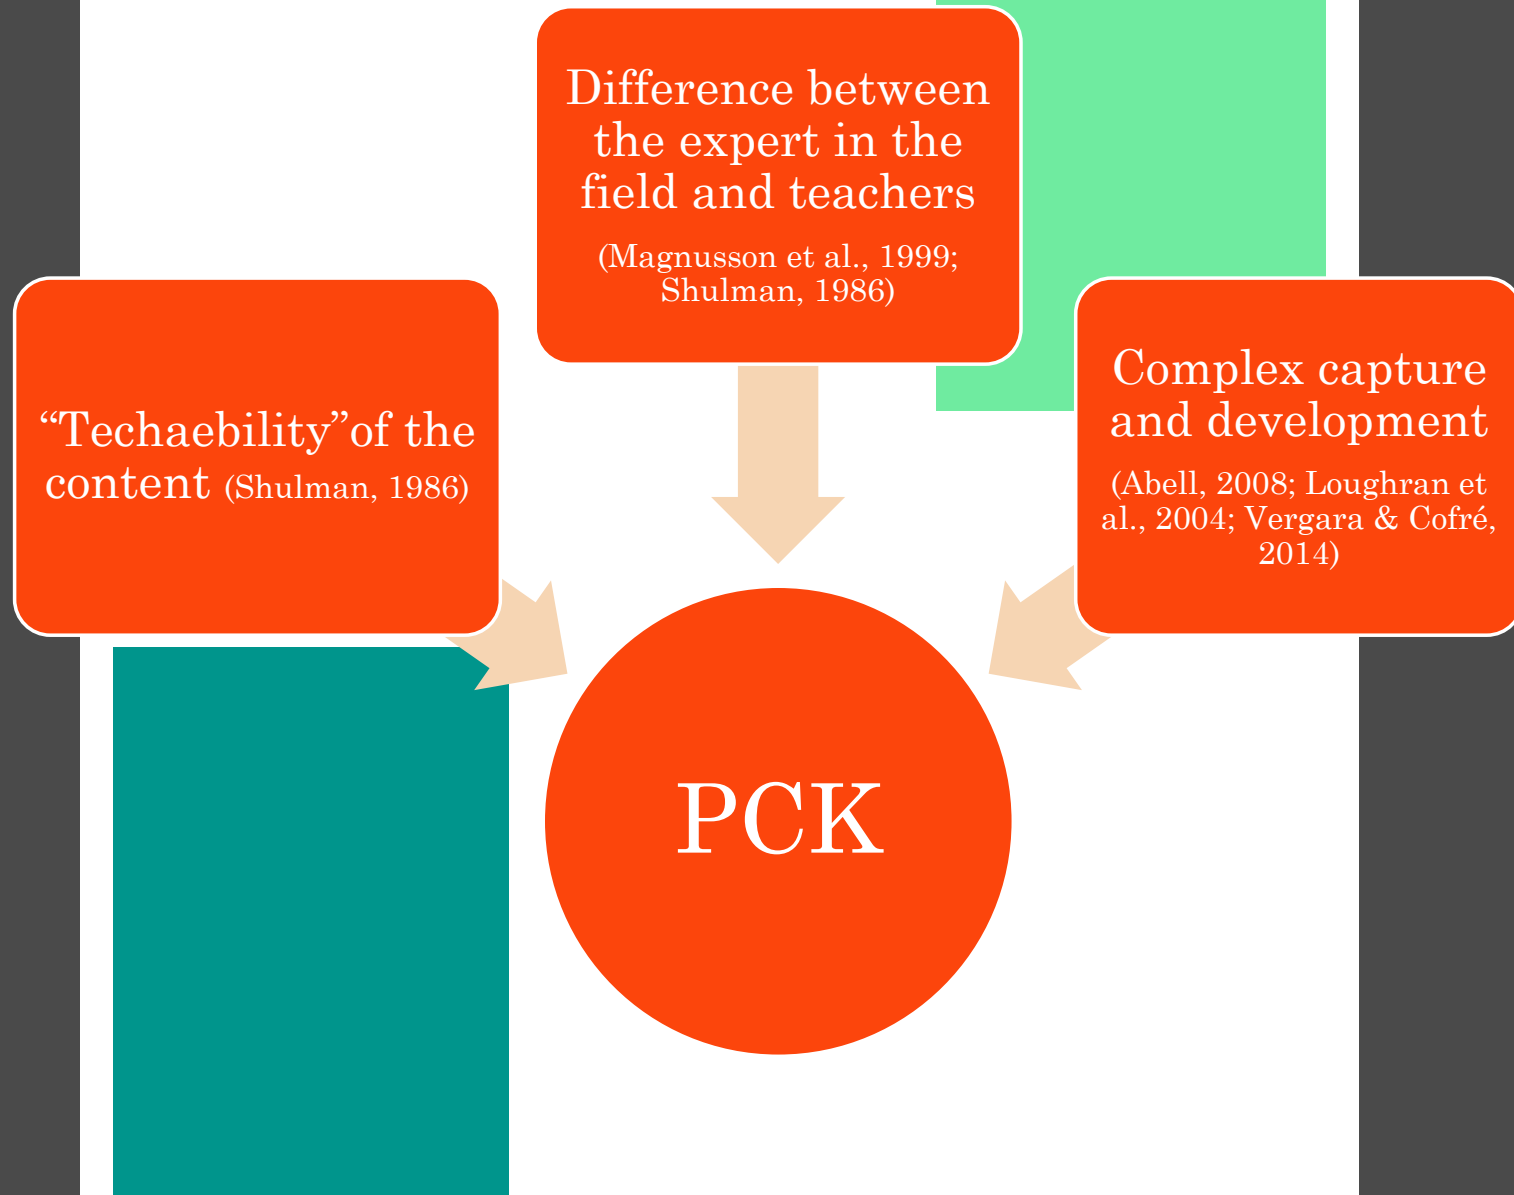 Difference between
the expert in the
field and teachers
(Magnusson et al., 1999;
Shulman, 1986)
“Techaebility”of the
content (Shulman, 1986)
Complex capture
and development
(Abell, 2008; Loughran et
al., 2004; Vergara & Cofré,
2014)
PCK